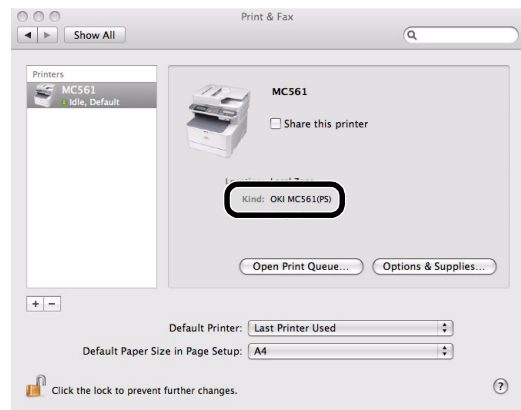 Print & Fax
Show All
Printers
MC561
Idle, Default
MC561
Share this printer
Kind: OKI MC561(PS)
Open Print Queue...
Options & Supplies...
+ −
Default Printer: Last Printer Used
Default Paper Size in Page Setup: A4
Click the lock to prevent further changes.
?